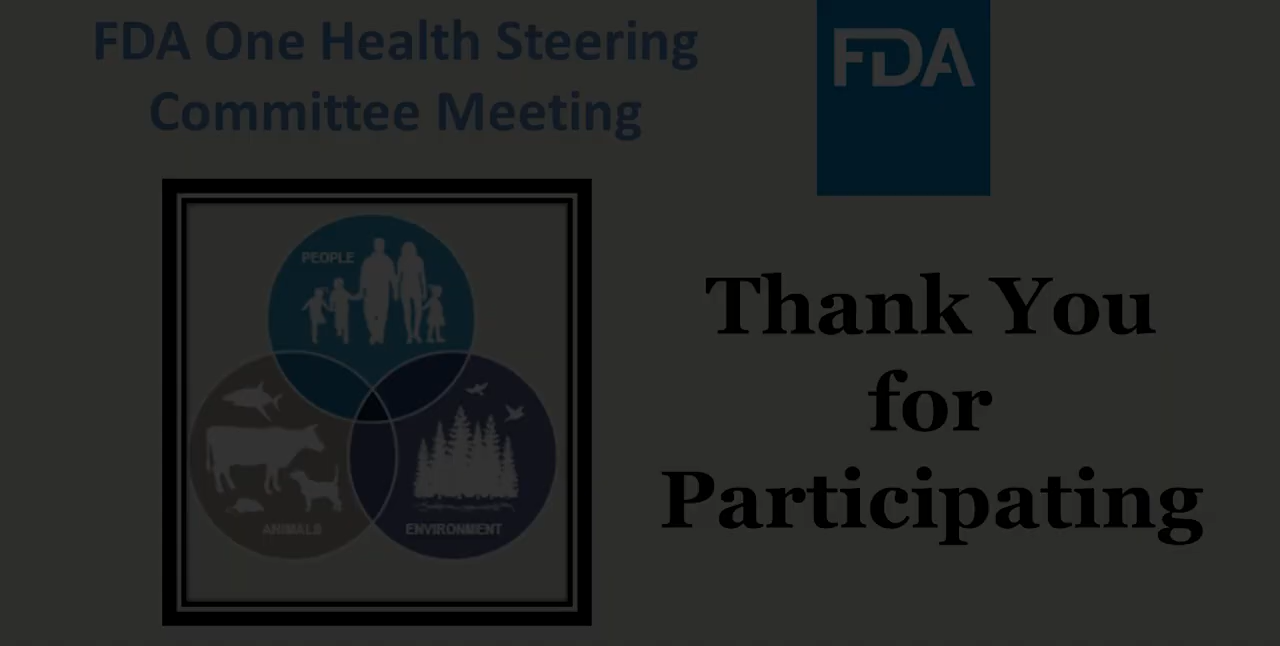 FDA One Health Steering
Committee Meeting
FDA
PEOPLE
ANIMALS
ENVIRONMENT
Thank You
for
Participating